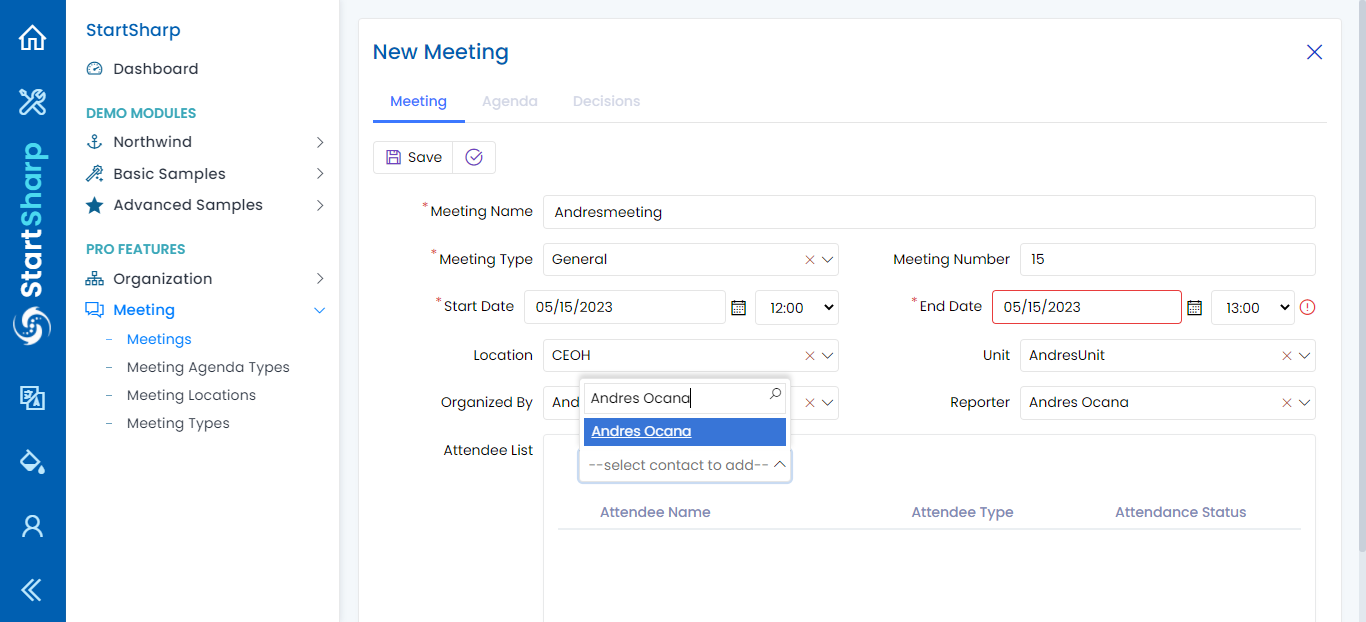 StartSharp
StartSharp
Dashboard
DEMO MODULES
Northwind
Basic Samples
Advanced Samples
PRO FEATURES
Organization
Meeting
Meetings
Meeting Agenda Types
Meeting Locations
Meeting Types
New Meeting
Meeting Agenda Decisions
Save
* Meeting Name Andresmeeting
* Meeting Type General Meeting Number 15
* Start Date 05/15/2023 12:00 * End Date 05/15/2023 13:00
Location CEOH Unit AndresUnit
Organized By And Reporter Andres Ocana
Andres Ocana
Andres Ocana
Attendee List --select contact to add--
Attendee Name Attendee Type Attendance Status